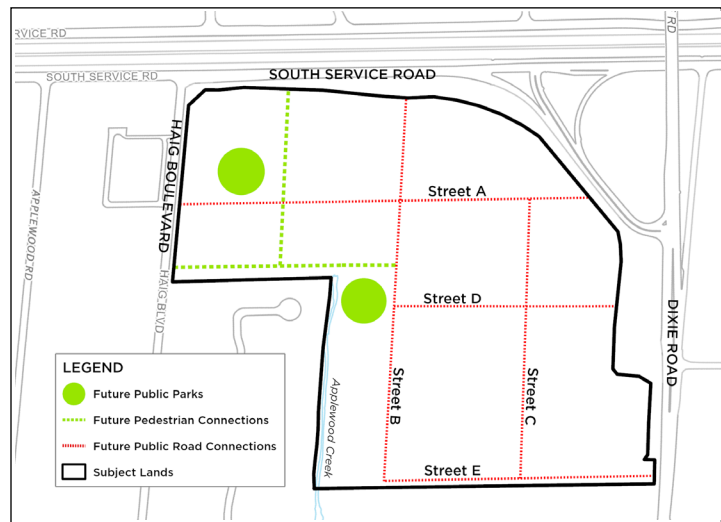 RD
SERVICE RD
SOUTH SERVICE RD
SOUTH SERVICE ROAD
HAIG BOULEVARD
Street A
APPLEWOOD RD
HAIG BLVD
Street D
DIXIE ROAD
LEGEND
Future Public Parks
Future Pedestrian Connections
Future Public Road Connections
Subject Lands
Applewood Creek
Street B
Street C
Street E